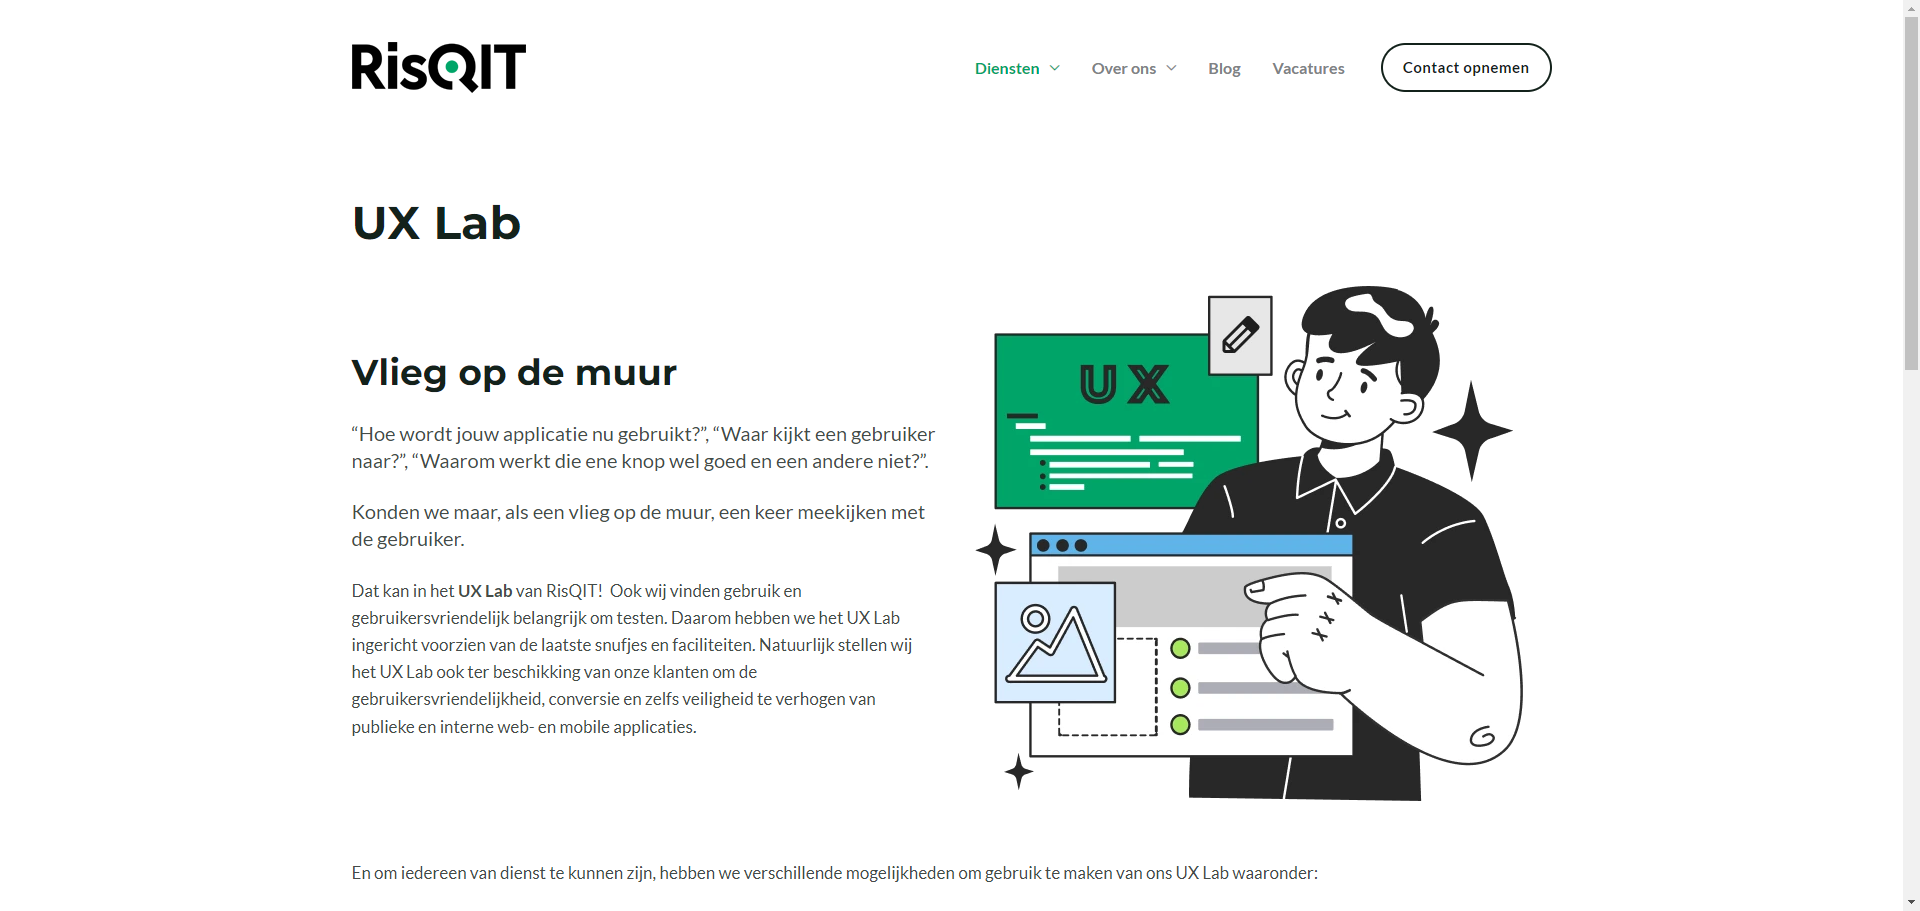 RisQIT
Diensten
Over ons
Blog
Vacatures
Contact opnemen
UX Lab
Vlieg op de muur
“Hoe wordt jouw applicatie nu gebruikt?”, “Waar kijkt een gebruiker
naar?”, “Waarom werkt die ene knop wel goed en een andere niet?”.
Konden we maar, als een vlieg op de muur, een keer meekijken met
de gebruiker.
Dat kan in het UX Lab van RisQIT!  Ook wij vinden gebruik en
gebruikersvriendelijk belangrijk om testen. Daarom hebben we het UX Lab
ingericht voorzien van de laatste snufjes en faciliteiten. Natuurlijk stellen wij
het UX Lab ook ter beschikking van onze klanten om de
gebruikersvriendelijkheid, conversie en zelfs veiligheid te verhogen van
publieke en interne web- en mobile applicaties.
UX
En om iedereen van dienst te kunnen zijn, hebben we verschillende mogelijkheden om gebruik te maken van ons UX Lab waaronder: